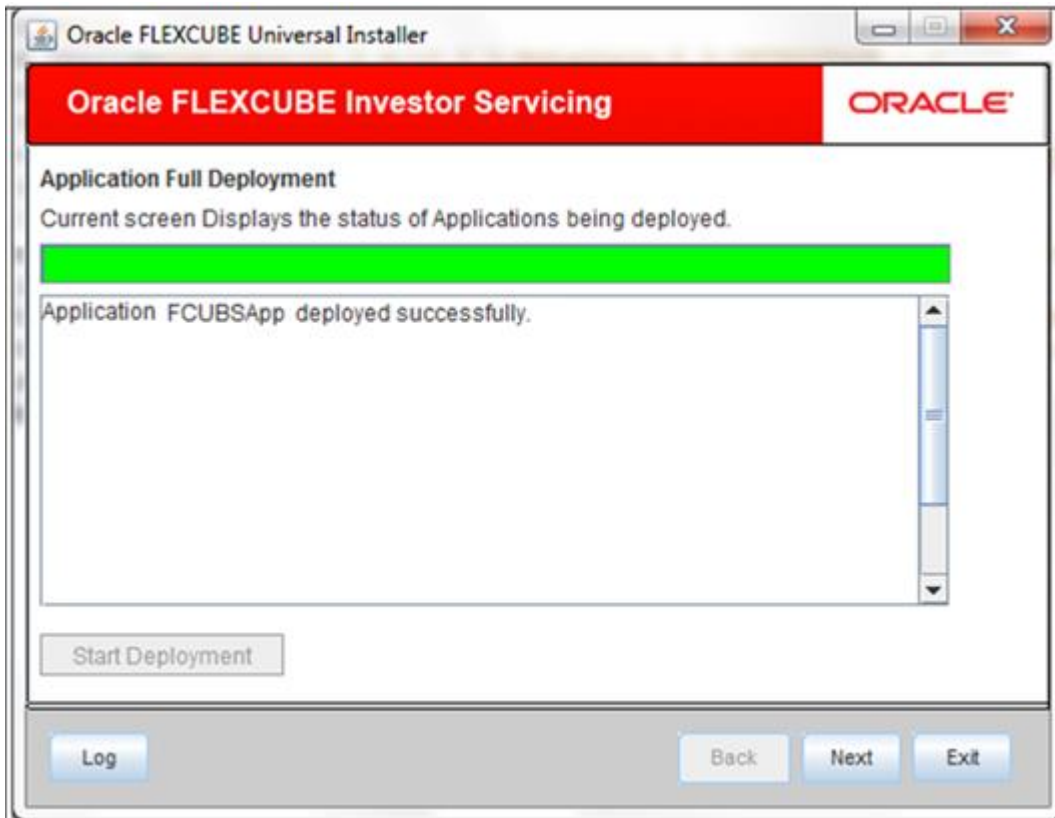 Oracle FLEXCUBE Universal Installer
Oracle FLEXCUBE Investor Servicing
ORACLE
Application Full Deployment
Current screen Displays the status of Applications being deployed.
Application FCUBSApp deployed successfully.
Start Deployment
Log
Back
Next
Exit